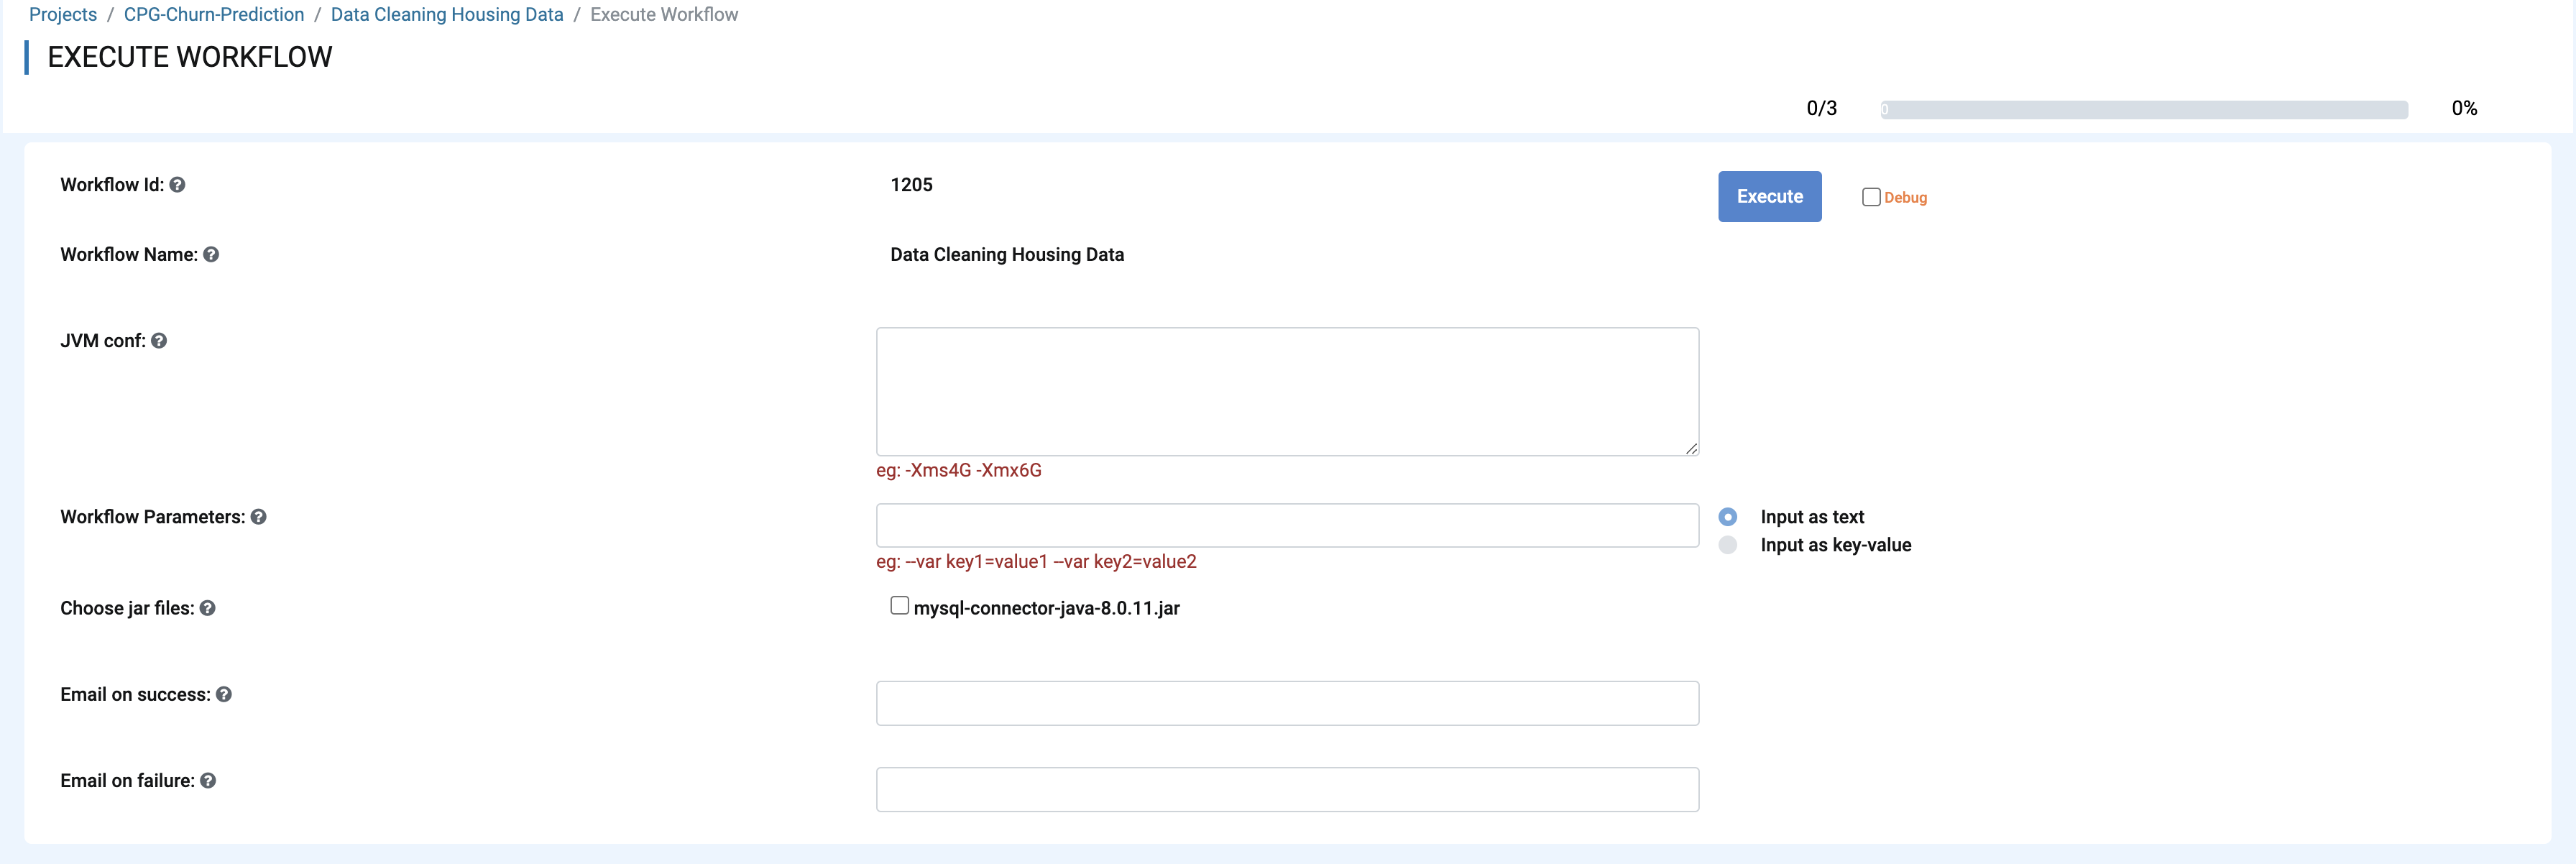 Projects / CPG-Churn-Prediction / Data Cleaning Housing Data / Execute Workflow
EXECUTE WORKFLOW
0/3 0 0%
Workflow Id: 1205 Execute Debug
Workflow Name: Data Cleaning Housing Data
JVM conf:
eg: -Xms4G -Xmx6G
Workflow Parameters: Input as text
Input as key-value
eg: --var key1=value1 --var key2=value2
Choose jar files: mysql-connector-java-8.0.11.jar
Email on success:
Email on failure: